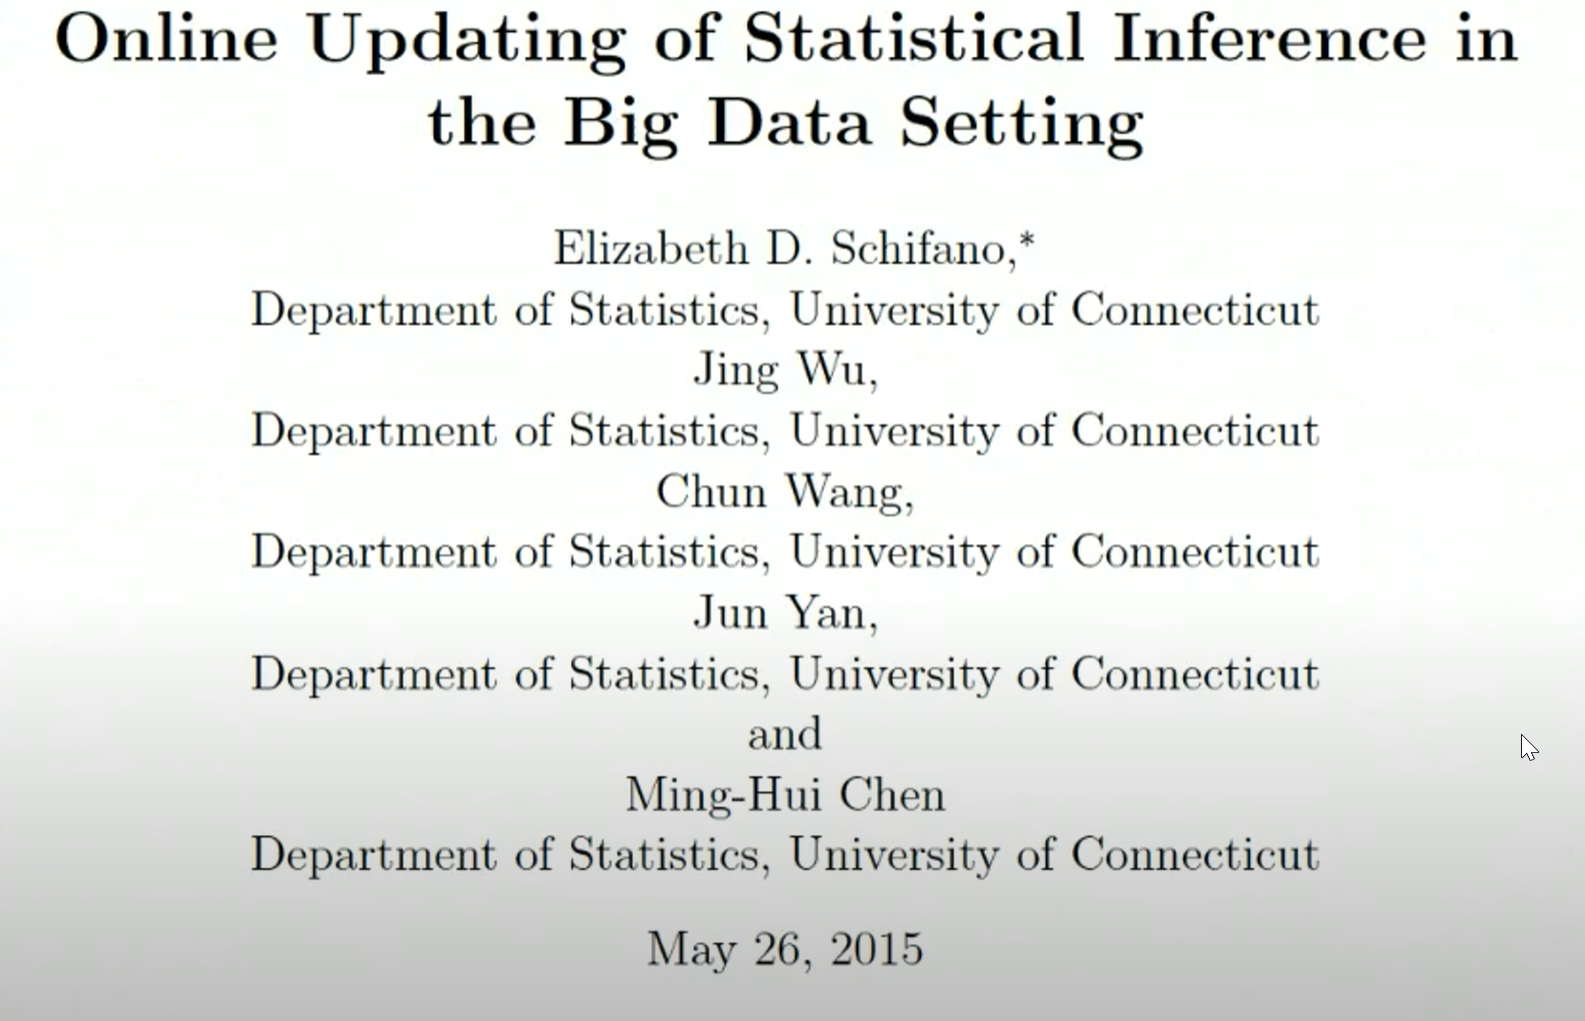 Online Updating of Statistical Inference in
the Big Data Setting
Elizabeth D. Schifano,*
Department of Statistics, University of Connecticut
Jing Wu,
Department of Statistics, University of Connecticut
Chun Wang,
Department of Statistics, University of Connecticut
Jun Yan,
Department of Statistics, University of Connecticut
and
Ming-Hui Chen
Department of Statistics, University of Connecticut
May 26, 2015